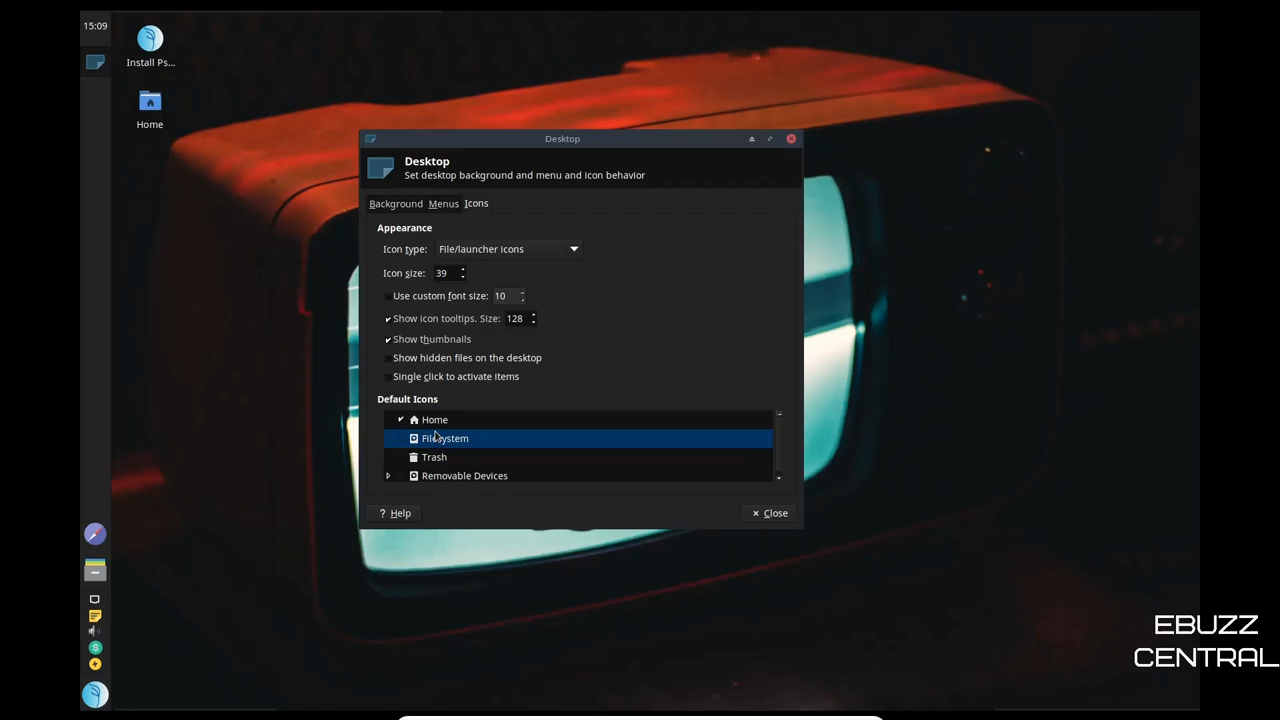 15:09
Install Ps...
Home
Desktop
Desktop
Set desktop background and menu and icon behavior
Background Menus Icons
Appearance
Icon type: File/launcher icons
Icon size: 39
Use custom font size: 10
Show icon tooltips. Size: 128
Show thumbnails
Show hidden files on the desktop
Single click to activate items
Default Icons
Home
Filesystem
Trash
Removable Devices
? Help
× Close
EBUZZ
CENTRAL